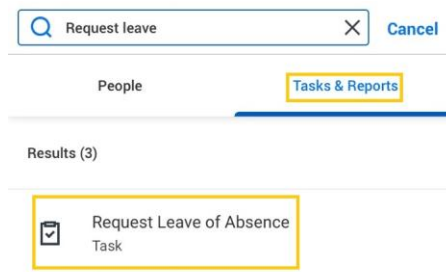 Request leave
Cancel
People
Tasks & Reports
Results (3)
Request Leave of Absence
Task